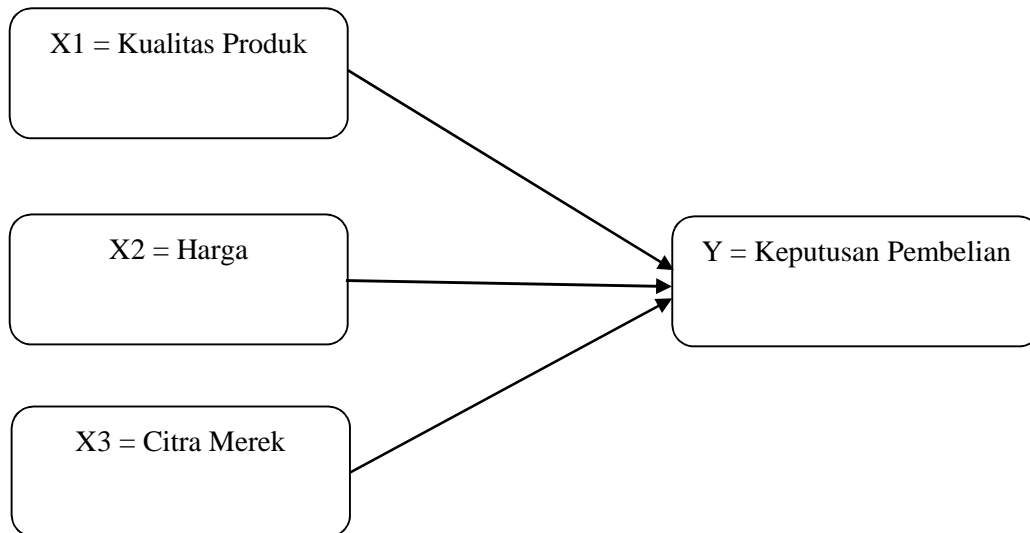 X1 = Kualitas Produk
X2 = Harga
Y = Keputusan Pembelian
X3 = Citra Merek